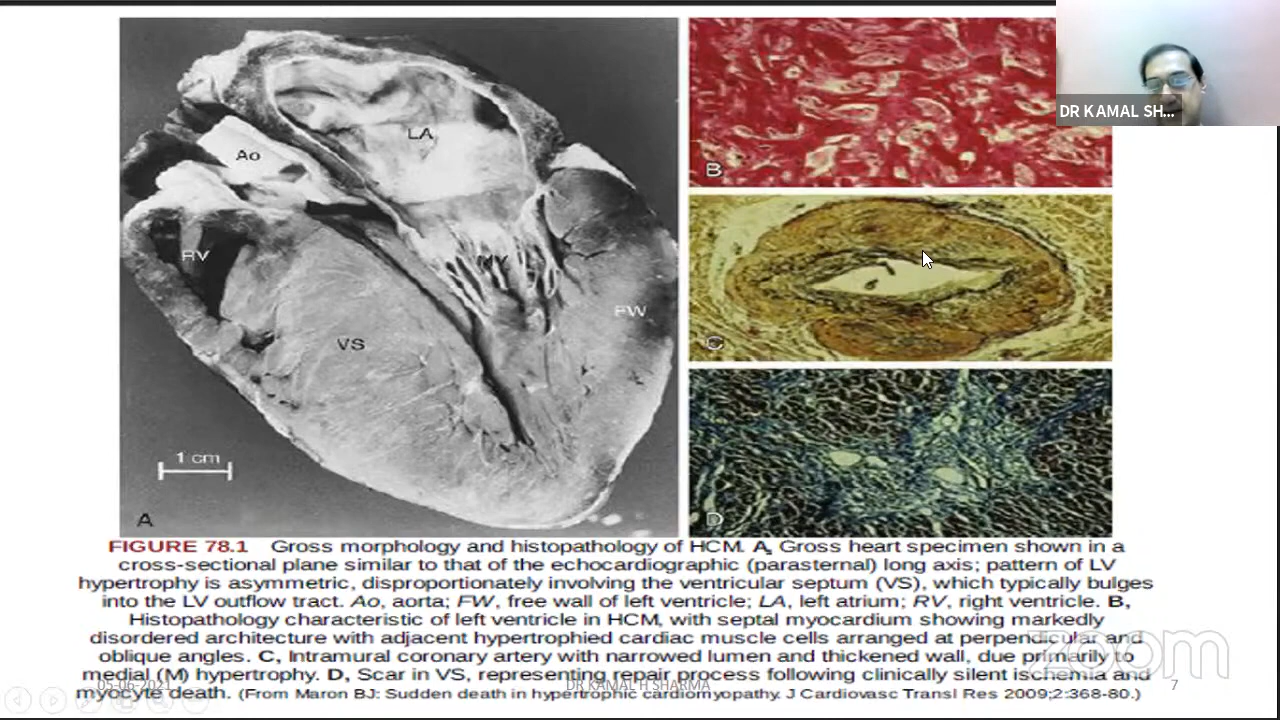 LA
Ao
RV
MV
FW
VS
1 cm
A
B
C
D
DR KAMAL SH...
FIGURE 78.1 Gross morphology and histopathology of HCM. A, Gross heart specimen shown in a
cross-sectional plane similar to that of the echocardiographic (parasternal) long axis; pattern of LV
hypertrophy is asymmetric, disproportionately involving the ventricular septum (VS), which typically bulges
into the LV outflow tract. Ao, aorta; FW, free wall of left ventricle; LA, left atrium; RV, right ventricle. B,
Histopathology characteristic of left ventricle in HCM, with septal myocardium showing markedly
disordered architecture with adjacent hypertrophied cardiac muscle cells arranged at perpendicular and
oblique angles. C, Intramural coronary artery with narrowed lumen and thickened wall, due primarily to
medial (M) hypertrophy. D, Scar in VS, representing repair process following clinically silent ischemia and
myocyte death. (From Maron BJ: Sudden death in hypertrophic cardiomyopathy. J Cardiovasc Transl Res 2009;2:368-80.)
DR KAMAL H SHARMA
7
zoom